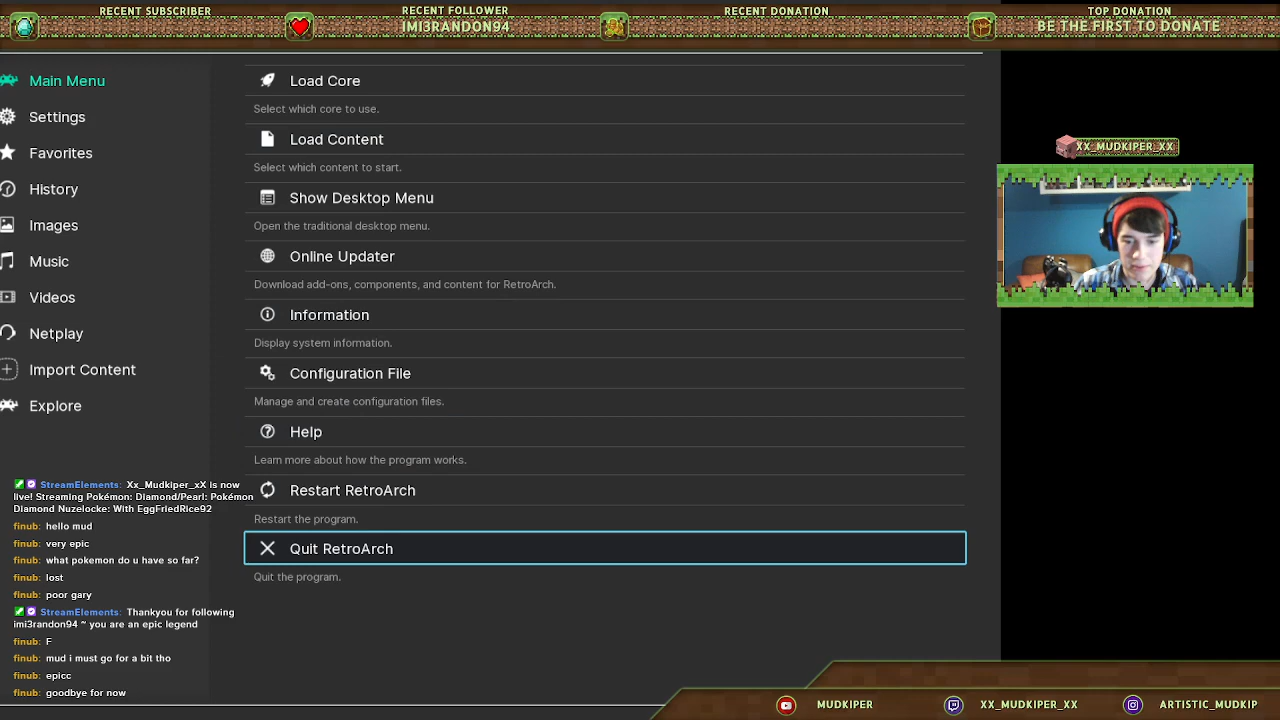 RECENT SUBSCRIBER
RECENT FOLLOWER
IMI3RANDON94
RECENT DONATION
TOP DONATION
BE THE FIRST TO DONATE
Main Menu
Settings
Favorites
History
Images
Music
Videos
Netplay
Import Content
Explore
Load Core
Select which core to use.
Load Content
Select which content to start.
Show Desktop Menu
Open the traditional desktop menu.
Online Updater
Download add-ons, components, and content for RetroArch.
Information
Display system information.
Configuration File
Manage and create configuration files.
Help
Learn more about how the program works.
Restart RetroArch
Restart the program.
Quit RetroArch
Quit the program.
XX_MUDKIPER_XX
StreamElements: Xx_Mudkiper_xX is now
live! Streaming Pokémon: Diamond/Pearl: Pokémon
Diamond Nuzelocke: With EggFriedRice92
finub: hello mud
finub: very epic
finub: what pokemon do u have so far?
finub: lost
finub: poor gary
StreamElements: Thankyou for following
imi3randon94 ~ you are an epic legend
finub: F
finub: mud i must go for a bit tho
finub: epicc
finub: goodbye for now
MUDKIPER
XX_MUDKIPER_XX
ARTISTIC_MUDKIP